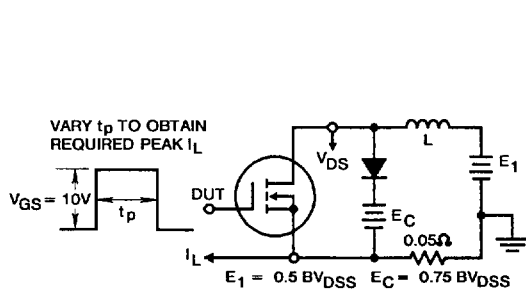 VARY tp TO OBTAIN
REQUIRED PEAK IL
VGS = 10V
tp
DUT
VDS
L
E1
EC
0.05Ω
IL
E1 = 0.5 BVDSS EC = 0.75 BVDSS